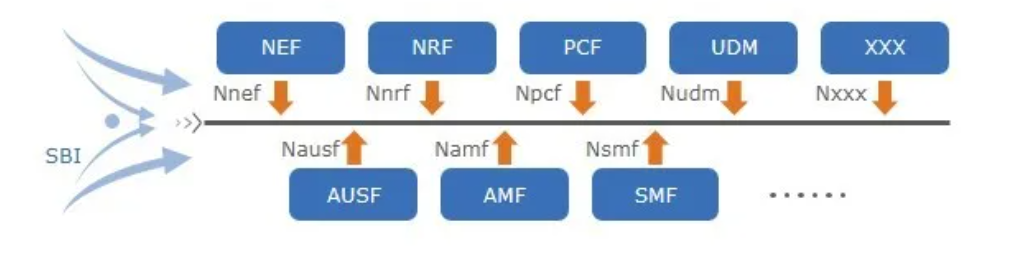 NEF NRF PCF UDM XXX
Nnef Nnrf Npcf Nudm Nxxx
SBI Nausf Namf Nsmf
AUSF AMF SMF ......